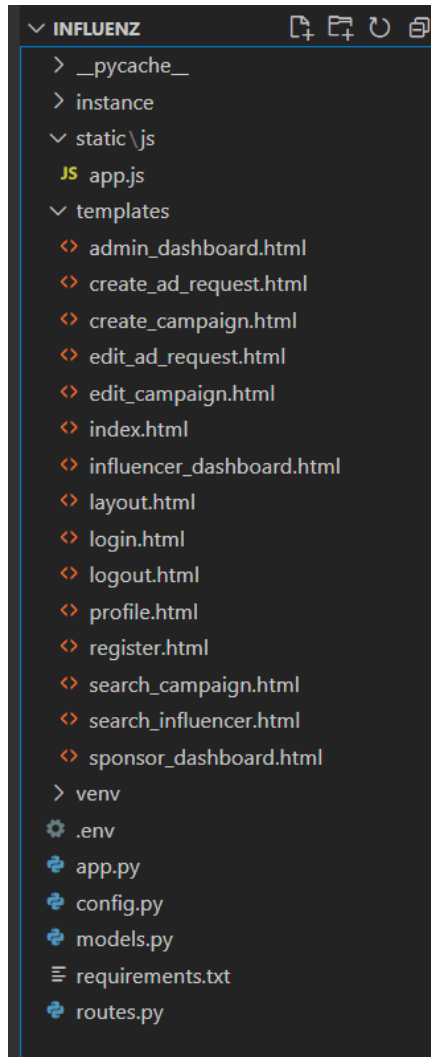 INFLUENZ
__pycache__
instance
static\js
JS app.js
templates
<> admin_dashboard.html
<> create_ad_request.html
<> create_campaign.html
<> edit_ad_request.html
<> edit_campaign.html
<> index.html
<> influencer_dashboard.html
<> layout.html
<> login.html
<> logout.html
<> profile.html
<> register.html
<> search_campaign.html
<> search_influencer.html
<> sponsor_dashboard.html
venv
.env
app.py
config.py
models.py
requirements.txt
routes.py